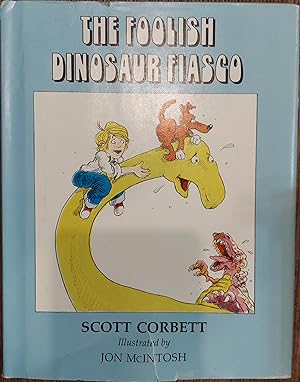 THE FOOLISH
DINOSAUR FIASCO
SCOTT CORBETT
Illustrated by
JON McINTOSH